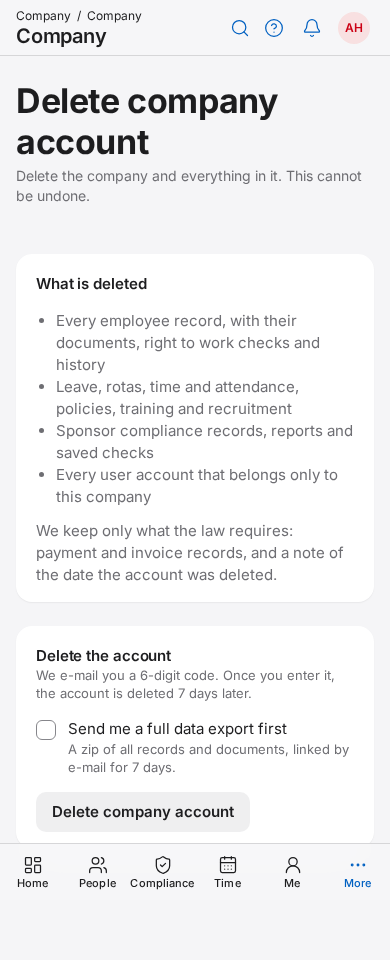 Company / Company
Company
AH
Delete company
account
Delete the company and everything in it. This cannot
be undone.
What is deleted
• Every employee record, with their
documents, right to work checks and
history
• Leave, rotas, time and attendance,
policies, training and recruitment
• Sponsor compliance records, reports and
saved checks
• Every user account that belongs only to
this company
We keep only what the law requires:
payment and invoice records, and a note of
the date the account was deleted.
Delete the account
We e-mail you a 6-digit code. Once you enter it,
the account is deleted 7 days later.
Send me a full data export first
A zip of all records and documents, linked by
e-mail for 7 days.
Delete company account
Home People Compliance Time Me More